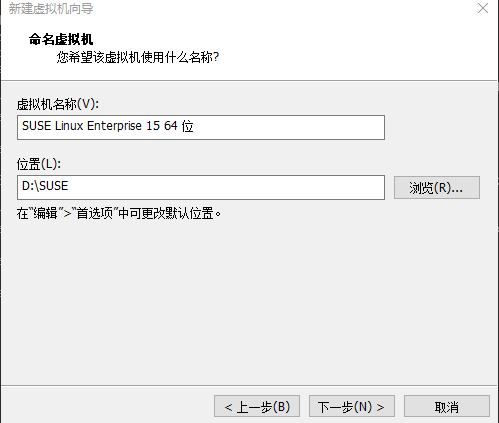 新建虚拟机向导
命名虚拟机
您希望该虚拟机使用什么名称?
虚拟机名称(V):
SUSE Linux Enterprise 15 64 位
位置(L):
D:\SUSE
浏览(R)...
在“编辑”>“首选项”中可更改默认位置。
< 上一步(B)
下一步(N) >
取消